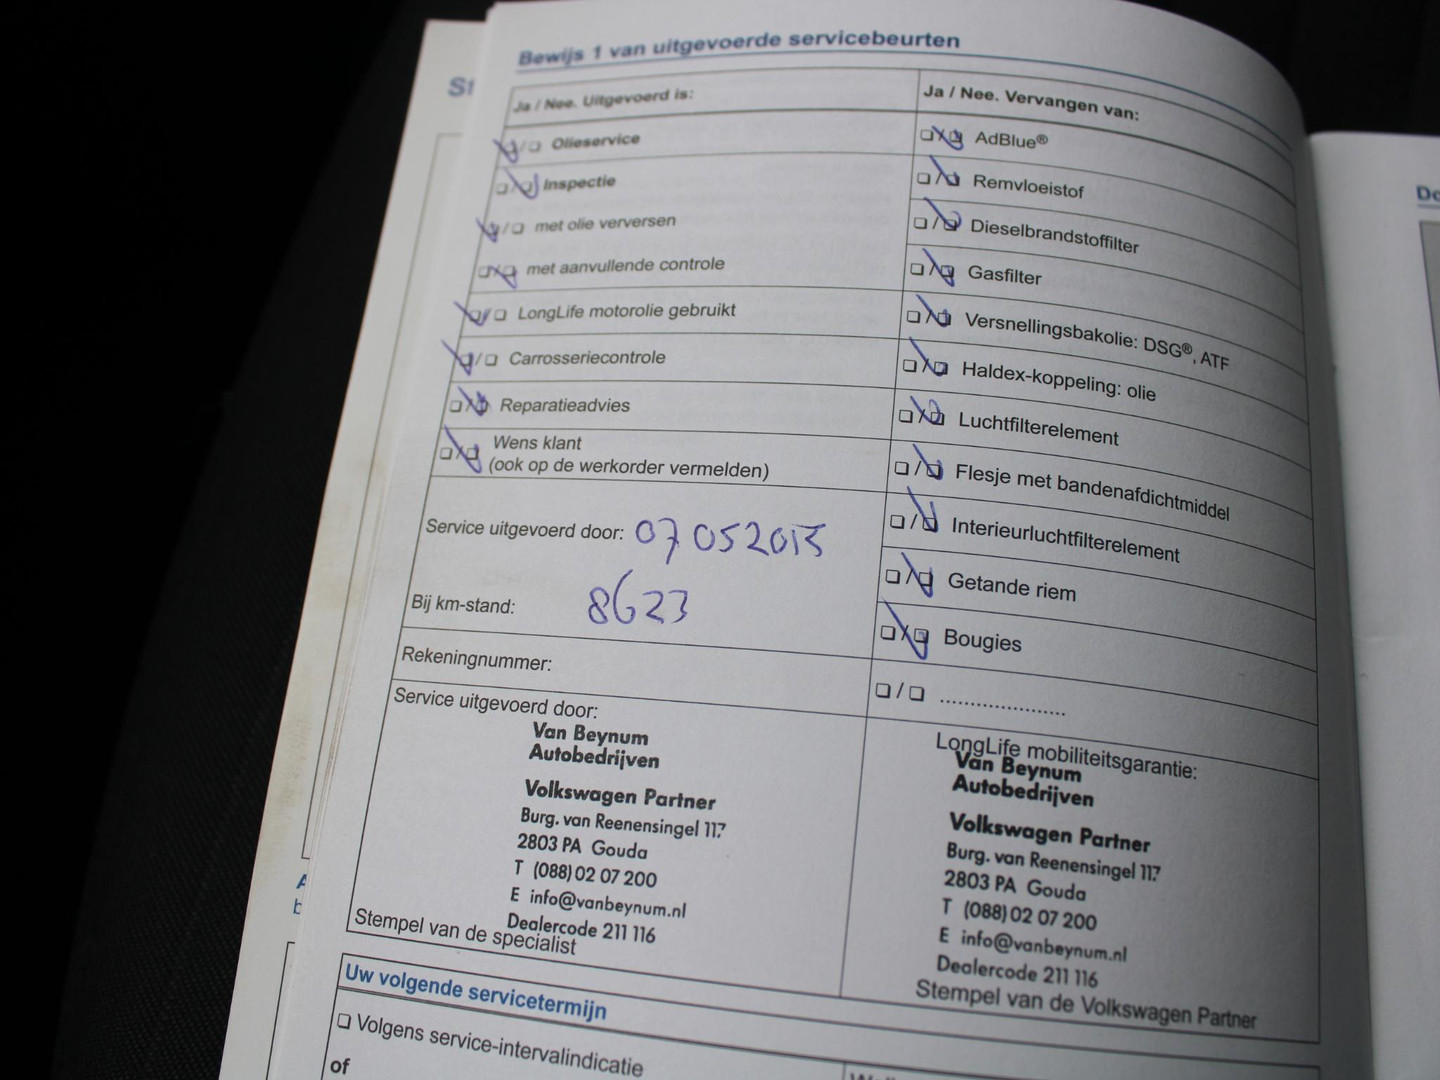 St
Bewijs 1 van uitgevoerde servicebeurten
Ja / Nee. Uitgevoerd is:
Olieservice
Inspectie
met olie verversen
met aanvullende controle
LongLife motorolie gebruikt
Carrosseriecontrole
Reparatieadvies
Wens klant
(ook op de werkorder vermelden)
Service uitgevoerd door: 07 05 2015
Bij km-stand: 8623
Rekeningnummer:
Service uitgevoerd door:
Van Beynum
Autobedrijven
Volkswagen Partner
Burg. van Reenensingel 117
2803 PA Gouda
T (088) 02 07 200
E info@vanbeynum.nl
Dealercode 211 116
Stempel van de specialist
Ja / Nee. Vervangen van:
AdBlue®
Remvloeistof
Dieselbrandstoffilter
Gasfilter
Versnellingsbakolie: DSG®, ATF
Haldex-koppeling: olie
Luchtfilterelement
Flesje met bandenafdichtmiddel
Interieurluchtfilterelement
Getande riem
Bougies
/ .....................
LongLife mobiliteitsgarantie:
Van Beynum
Autobedrijven
Volkswagen Partner
Burg. van Reenensingel 117
2803 PA Gouda
T (088) 02 07 200
E info@vanbeynum.nl
Dealercode 211 116
Stempel van de Volkswagen Partner
Uw volgende servicetermijn
Volgens service-intervalindicatie
of